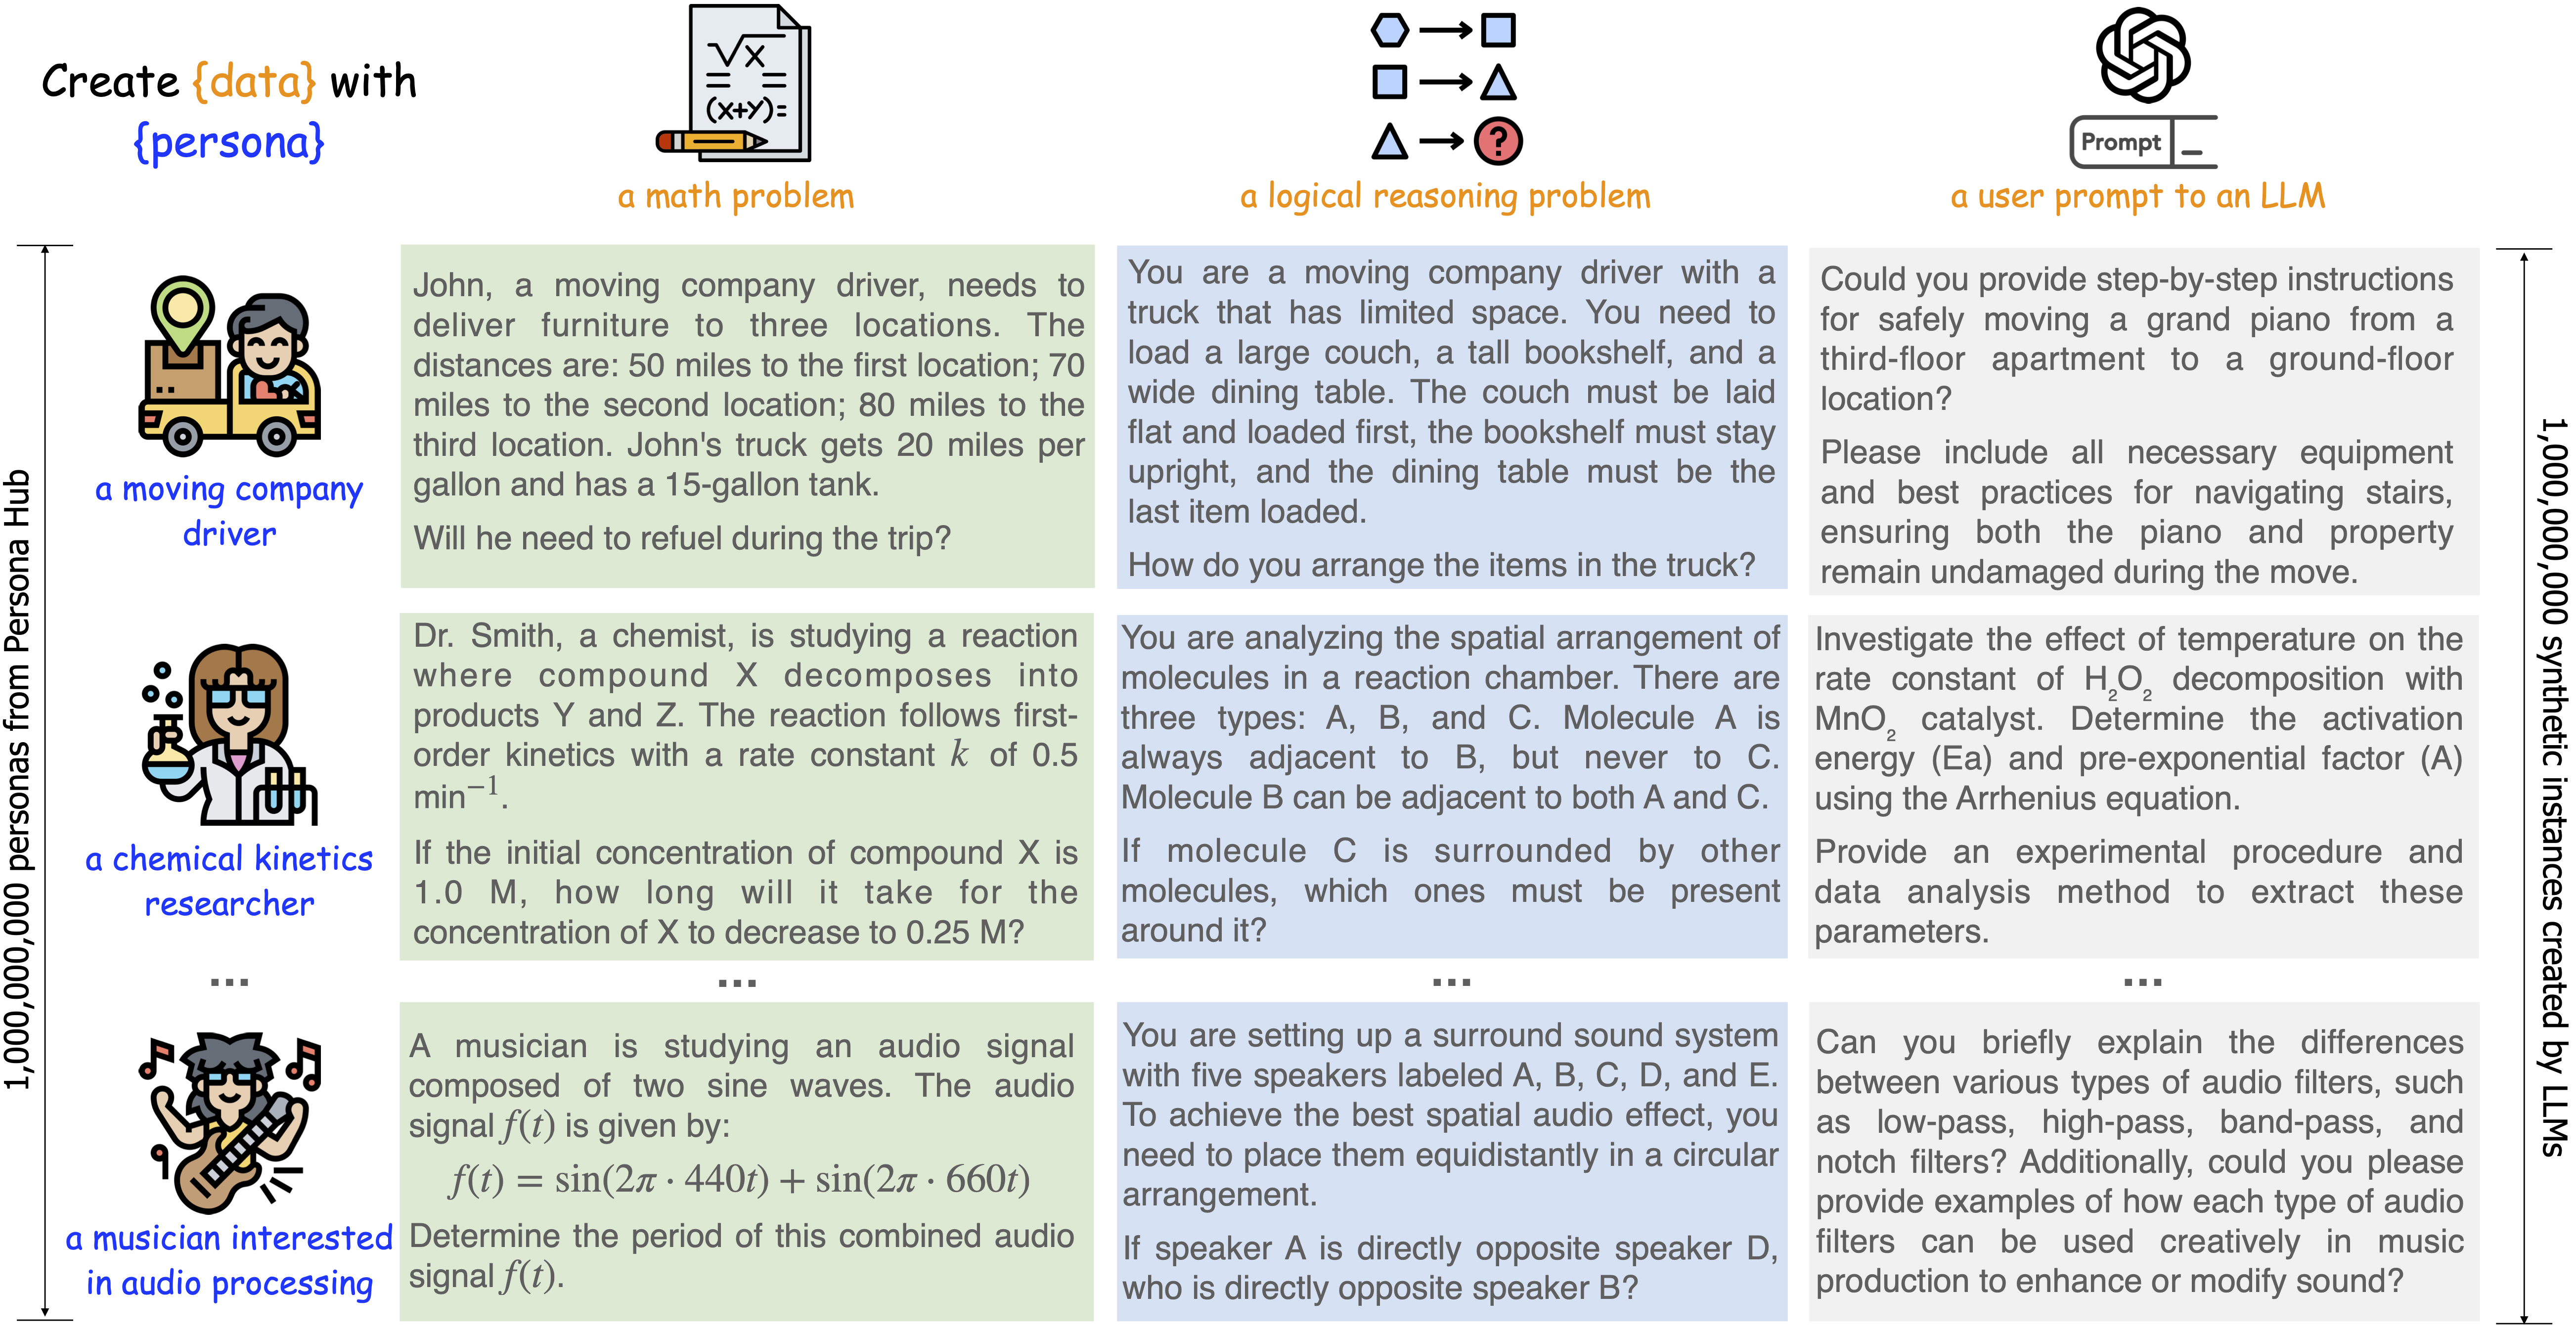 Create {data} with
{persona}
√x
= =
(x+y)=
?
Prompt _
a math problem
a logical reasoning problem
a user prompt to an LLM
1,000,000,000 personas from Persona Hub
a moving company
driver
John, a moving company driver, needs to
deliver furniture to three locations. The
distances are: 50 miles to the first location; 70
miles to the second location; 80 miles to the
third location. John's truck gets 20 miles per
gallon and has a 15-gallon tank.
Will he need to refuel during the trip?
You are a moving company driver with a
truck that has limited space. You need to
load a large couch, a tall bookshelf, and a
wide dining table. The couch must be laid
flat and loaded first, the bookshelf must stay
upright, and the dining table must be the
last item loaded.
How do you arrange the items in the truck?
Could you provide step-by-step instructions
for safely moving a grand piano from a
third-floor apartment to a ground-floor
location?
Please include all necessary equipment
and best practices for navigating stairs,
ensuring both the piano and property
remain undamaged during the move.
a chemical kinetics
researcher
Dr. Smith, a chemist, is studying a reaction
where compound X decomposes into
products Y and Z. The reaction follows first-
order kinetics with a rate constant k of 0.5
min⁻¹.
If the initial concentration of compound X is
1.0 M, how long will it take for the
concentration of X to decrease to 0.25 M?
You are analyzing the spatial arrangement of
molecules in a reaction chamber. There are
three types: A, B, and C. Molecule A is
always adjacent to B, but never to C.
Molecule B can be adjacent to both A and C.
If molecule C is surrounded by other
molecules, which ones must be present
around it?
Investigate the effect of temperature on the
rate constant of H₂O₂ decomposition with
MnO₂ catalyst. Determine the activation
energy (Ea) and pre-exponential factor (A)
using the Arrhenius equation.
Provide an experimental procedure and
data analysis method to extract these
parameters.
...
...
...
...
a musician interested
in audio processing
A musician is studying an audio signal
composed of two sine waves. The audio
signal f(t) is given by:
f(t) = sin(2π · 440t) + sin(2π · 660t)
Determine the period of this combined audio
signal f(t).
You are setting up a surround sound system
with five speakers labeled A, B, C, D, and E.
To achieve the best spatial audio effect, you
need to place them equidistantly in a circular
arrangement.
If speaker A is directly opposite speaker D,
who is directly opposite speaker B?
Can you briefly explain the differences
between various types of audio filters, such
as low-pass, high-pass, band-pass, and
notch filters? Additionally, could you please
provide examples of how each type of audio
filters can be used creatively in music
production to enhance or modify sound?
1,000,000,000 synthetic instances created by LLMs